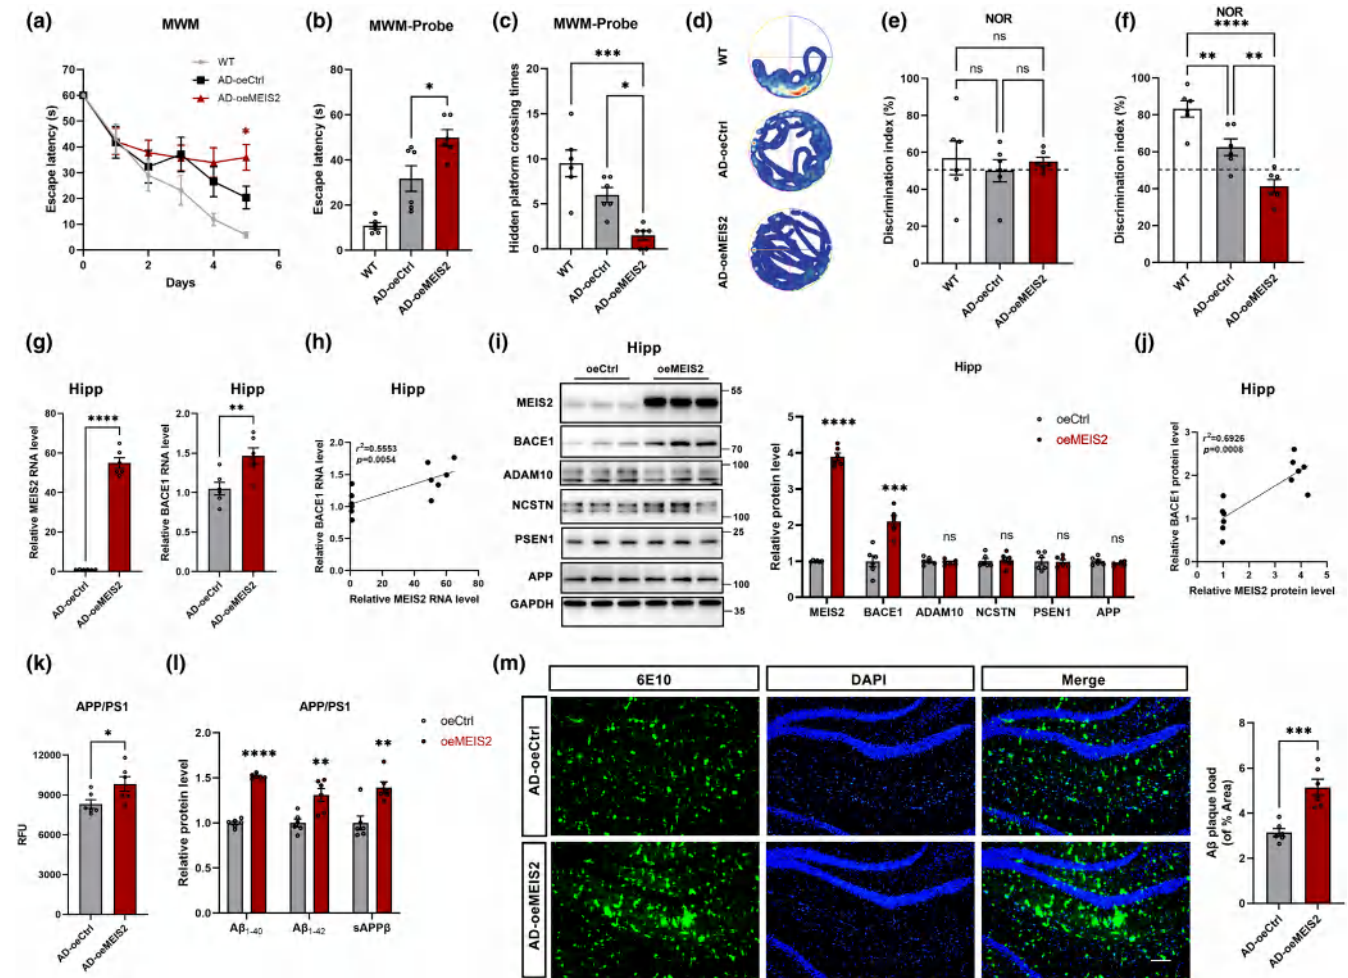 (a)
MWM
WT
AD-oeCtrl
AD-oeMEIS2
*
Escape latency (s)
70
60
50
40
30
20
10
0
0 2 4 6
Days
(b)
MWM-Probe
*
Escape latency (s)
80
60
40
20
0
WT
AD-oeCtrl
AD-oeMEIS2
(c)
MWM-Probe
***
*
Hidden platform crossing times
20
15
10
5
0
WT
AD-oeCtrl
AD-oeMEIS2
(d)
WT
AD-oeCtrl
AD-oeMEIS2
(e)
NOR
ns
ns ns
Discrimination index (%)
100
80
60
40
20
0
WT
AD-oeCtrl
AD-oeMEIS2
(f)
NOR
****
** **
Discrimination index (%)
100
80
60
40
20
0
WT
AD-oeCtrl
AD-oeMEIS2
(g)
Hipp
****
Relative MEIS2 RNA level
80
60
40
20
0
AD-oeCtrl
AD-oeMEIS2
Hipp
**
Relative BACE1 RNA level
2.0
1.5
1.0
0.5
0.0
AD-oeCtrl
AD-oeMEIS2
(h)
Hipp
r²=0.5553
p=0.0054
Relative BACE1 RNA level
2.0
1.5
1.0
0.5
0.0
0 20 40 60 80
Relative MEIS2 RNA level
(i)
Hipp
oeCtrl oeMEIS2
MEIS2
55
BACE1
70
ADAM10
100
NCSTN
100
PSEN1
25
APP
100
GAPDH
35
Hipp
oeCtrl
oeMEIS2
Relative protein level
5
4
3
2
1
0
****
***
ns ns ns ns
MEIS2 BACE1 ADAM10 NCSTN PSEN1 APP
(j)
Hipp
r²=0.6926
p=0.0008
Relative BACE1 protein level
3
2
1
0
0 1 2 3 4 5
Relative MEIS2 protein level
(k)
APP/PS1
*
RFU
12000
9000
6000
3000
0
AD-oeCtrl
AD-oeMEIS2
(l)
APP/PS1
oeCtrl
oeMEIS2
Relative protein level
2.0
1.5
1.0
0.5
0.0
****
**
**
Aβ₁₋₄₀ Aβ₁₋₄₂ sAPPβ
(m)
6E10 DAPI Merge
AD-oeCtrl
AD-oeMEIS2
***
Aβ plaque load
(of % Area)
8
6
4
2
0
AD-oeCtrl
AD-oeMEIS2